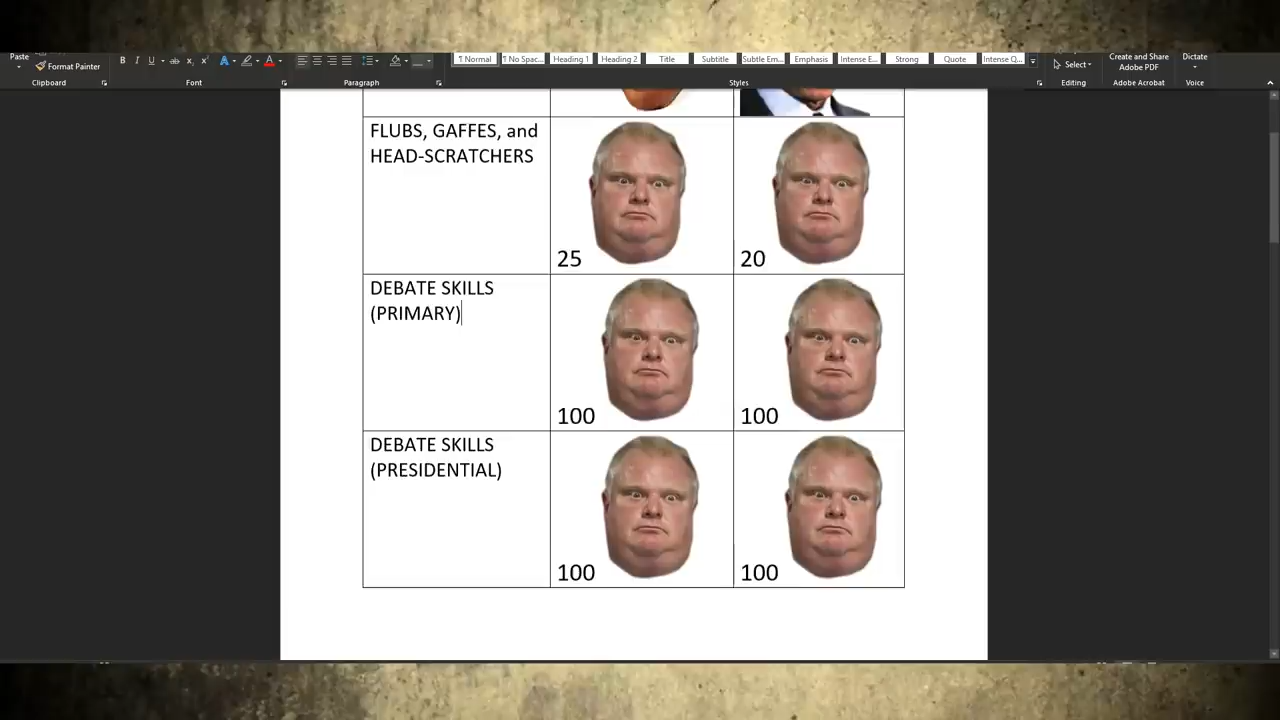 Paste
Format Painter
B I U ab x x A A
¶ Normal ¶ No Spac... Heading 1 Heading 2 Title Subtitle Subtle Em... Emphasis Intense E... Strong Quote Intense Q...
Select
Create and Share
Adobe PDF
Dictate
Clipboard Font Paragraph Styles Editing Adobe Acrobat Voice
FLUBS, GAFFES, and
HEAD-SCRATCHERS
25 20
DEBATE SKILLS
(PRIMARY)
100 100
DEBATE SKILLS
(PRESIDENTIAL)
100 100